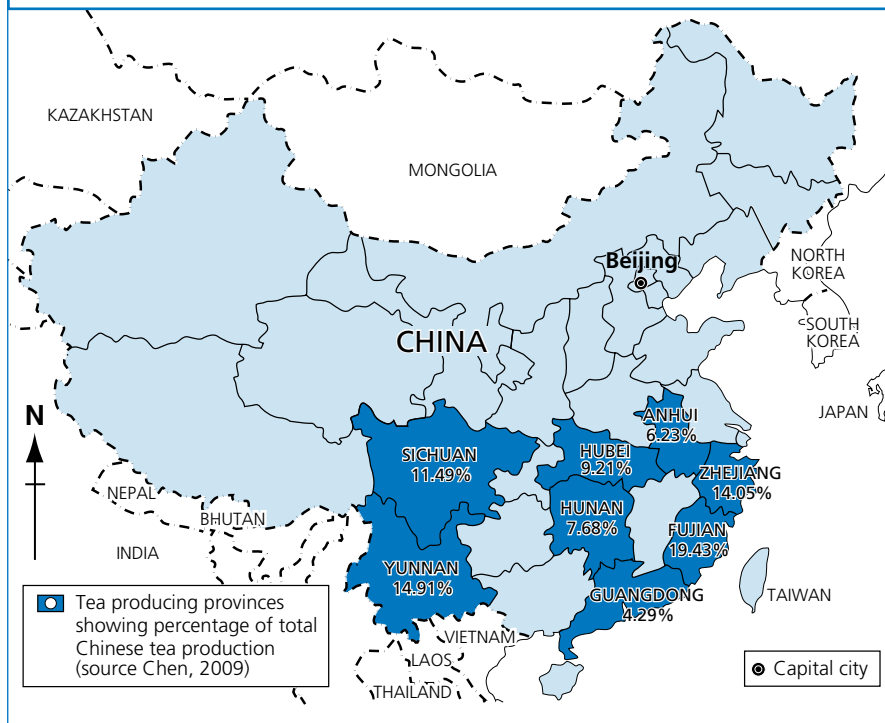 KAZAKHSTAN
MONGOLIA
Beijing
NORTH
KOREA
SOUTH
KOREA
CHINA
JAPAN
N
ANHUI
6.23%
SICHUAN
11.49%
HUBEI
9.21%
ZHEJIANG
14.05%
NEPAL
HUNAN
7.68%
BHUTAN
FUJIAN
19.43%
INDIA
YUNNAN
14.91%
GUANGDONG
4.29%
TAIWAN
VIETNAM
LAOS
THAILAND
Tea producing provinces
showing percentage of total
Chinese tea production
(source Chen, 2009)
Capital city